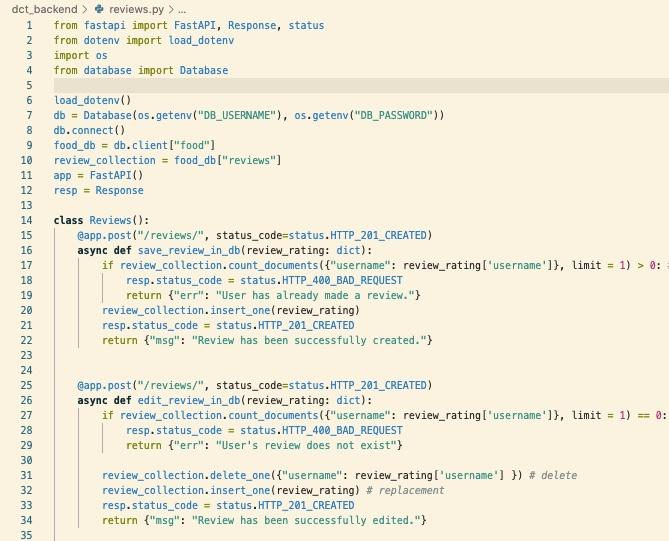 dct_backend > reviews.py > ...
1 from fastapi import FastAPI, Response, status
2 from dotenv import load_dotenv
3 import os
4 from database import Database
5
6 load_dotenv()
7 db = Database(os.getenv("DB_USERNAME"), os.getenv("DB_PASSWORD"))
8 db.connect()
9 food_db = db.client["food"]
10 review_collection = food_db["reviews"]
11 app = FastAPI()
12 resp = Response
13
14 class Reviews():
15     @app.post("/reviews/", status_code=status.HTTP_201_CREATED)
16     async def save_review_in_db(review_rating: dict):
17         if review_collection.count_documents({"username": review_rating['username']}, limit = 1) > 0: #
18             resp.status_code = status.HTTP_400_BAD_REQUEST
19             return {"err": "User has already made a review."}
20         review_collection.insert_one(review_rating)
21         resp.status_code = status.HTTP_201_CREATED
22         return {"msg": "Review has been successfully created."}
23
24
25     @app.post("/reviews/", status_code=status.HTTP_201_CREATED)
26     async def edit_review_in_db(review_rating: dict):
27         if review_collection.count_documents({"username": review_rating['username']}, limit = 1) == 0:
28             resp.status_code = status.HTTP_400_BAD_REQUEST
29             return {"err": "User's review does not exist"}
30
31         review_collection.delete_one({"username": review_rating['username'] }) # delete
32         review_collection.insert_one(review_rating) # replacement
33         resp.status_code = status.HTTP_201_CREATED
34         return {"msg": "Review has been successfully edited."}
35